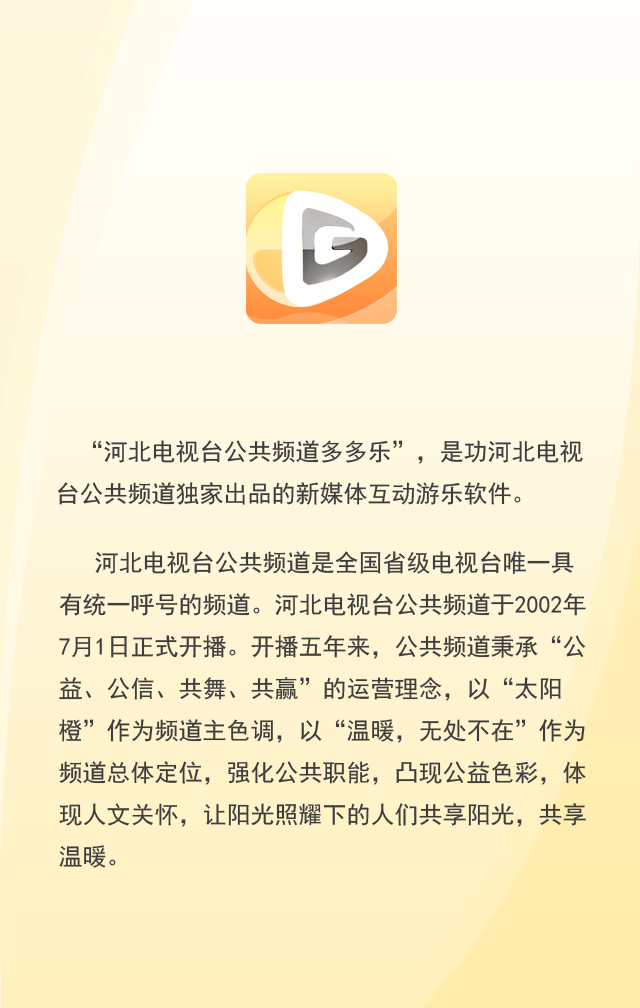 “河北电视台公共频道多多乐”，是功河北电视
台公共频道独家出品的新媒体互动游乐软件。
河北电视台公共频道是全国省级电视台唯一具
有统一呼号的频道。河北电视台公共频道于2002年
7月1日正式开播。开播五年来，公共频道秉承“公
益、公信、共舞、共赢”的运营理念，以“太阳
橙”作为频道主色调，以“温暖，无处不在”作为
频道总体定位，强化公共职能，凸现公益色彩，体
现人文关怀，让阳光照耀下的人们共享阳光，共享
温暖。